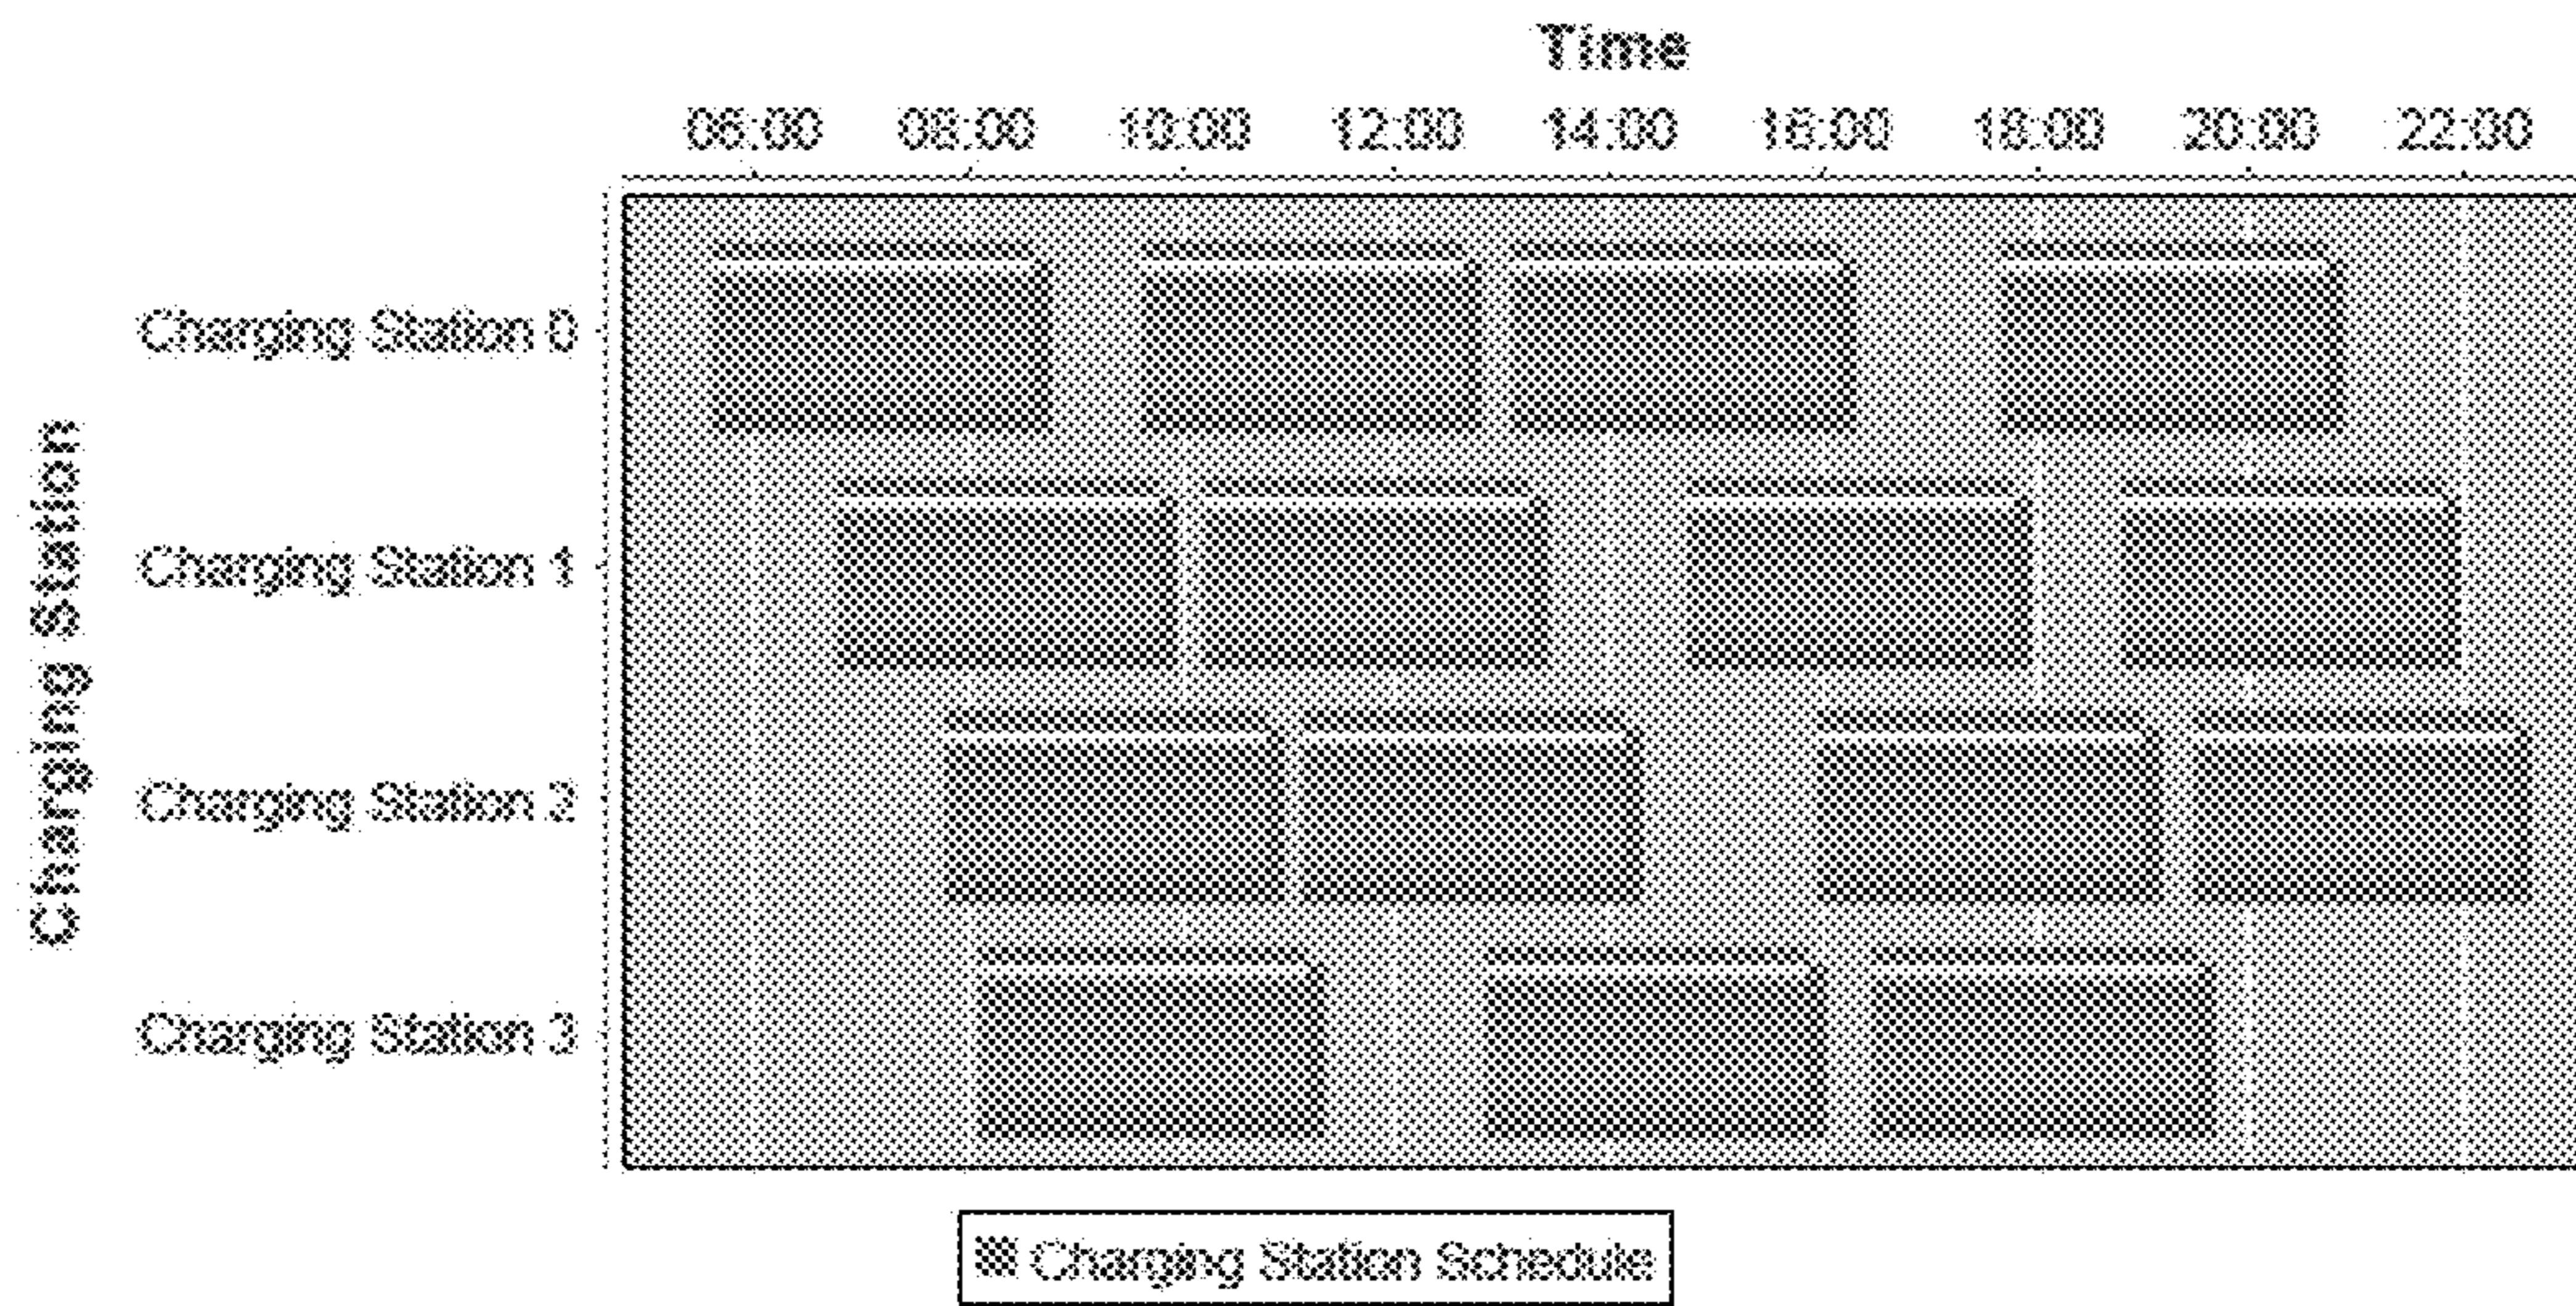 Time
06:00 08:00 10:00 12:00 14:00 16:00 18:00 20:00 22:00
Charging Station
Charging Station 0
Charging Station 1
Charging Station 2
Charging Station 3
Charging Station Schedule